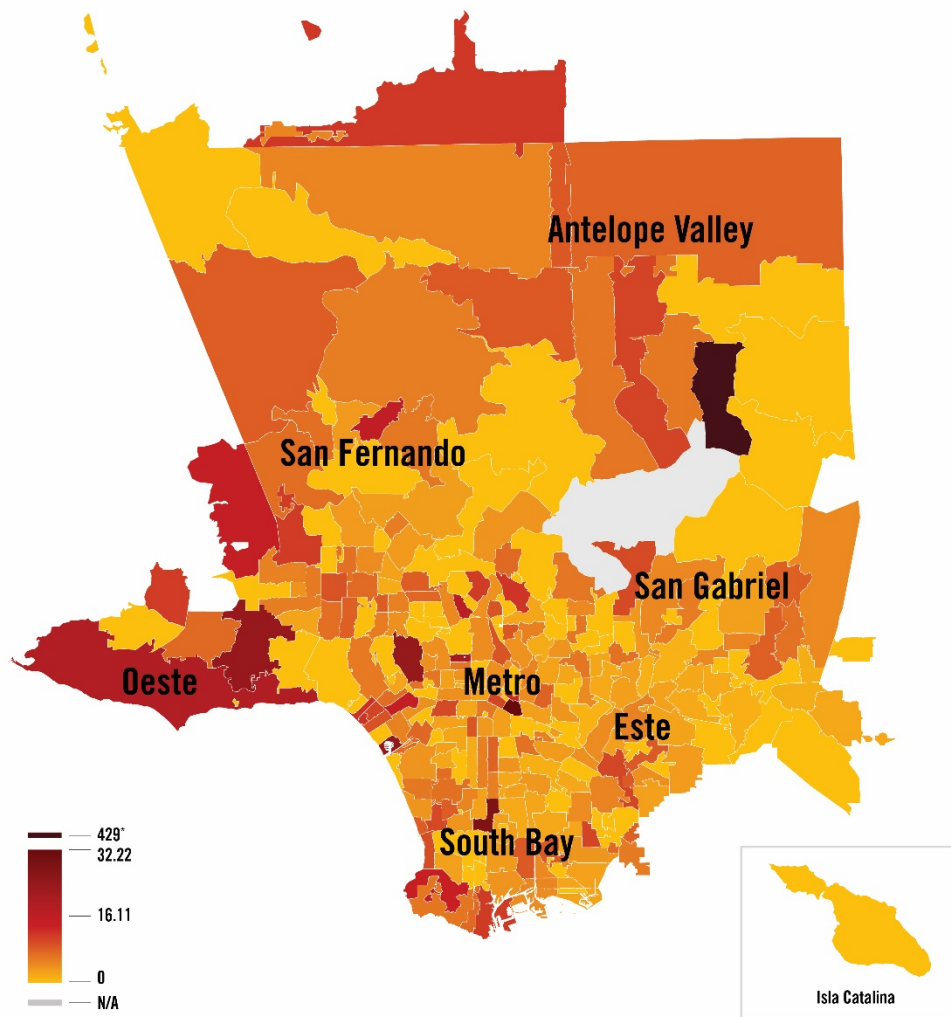 Antelope Valley
San Fernando
San Gabriel
Oeste
Metro
Este
South Bay
429*
32.22
16.11
0
N/A
Isla Catalina